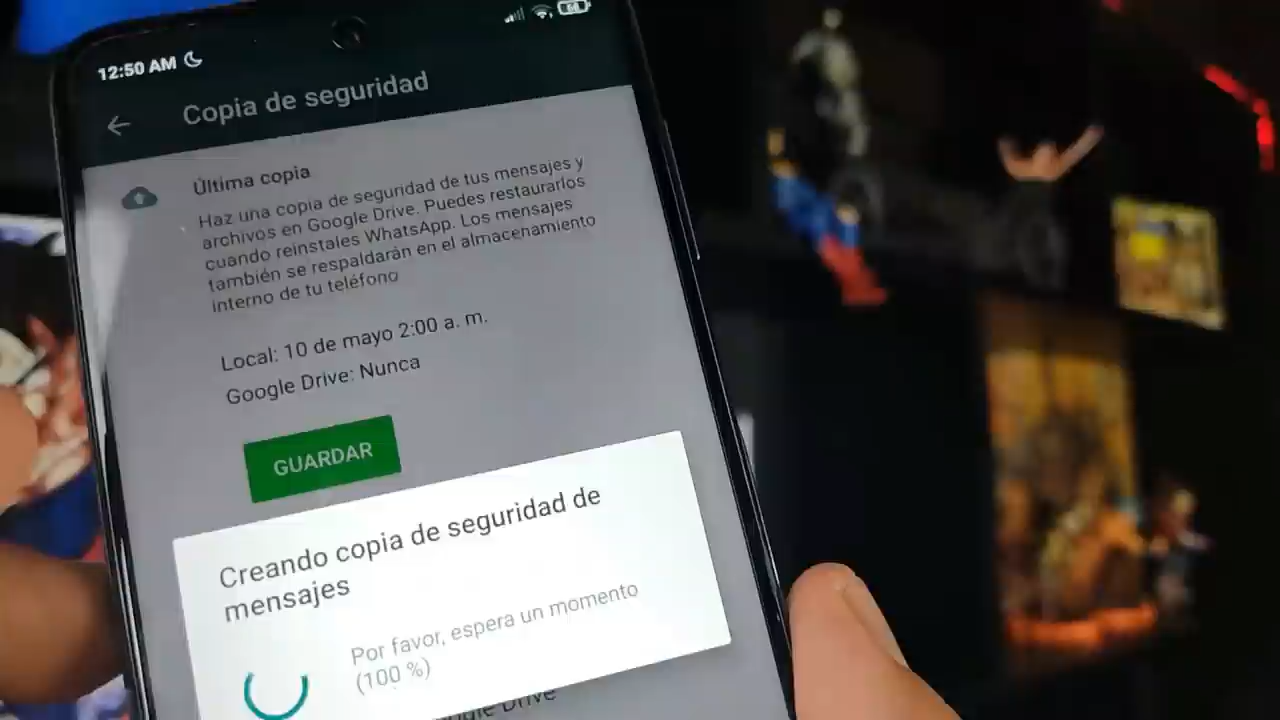 12:50 AM
Copia de seguridad
Última copia
Haz una copia de seguridad de tus mensajes y
archivos en Google Drive. Puedes restaurarlos
cuando reinstales WhatsApp. Los mensajes
también se respaldarán en el almacenamiento
interno de tu teléfono
Local: 10 de mayo 2:00 a. m.
Google Drive: Nunca
GUARDAR
Creando copia de seguridad de
mensajes
Por favor, espera un momento
(100 %)
Drive